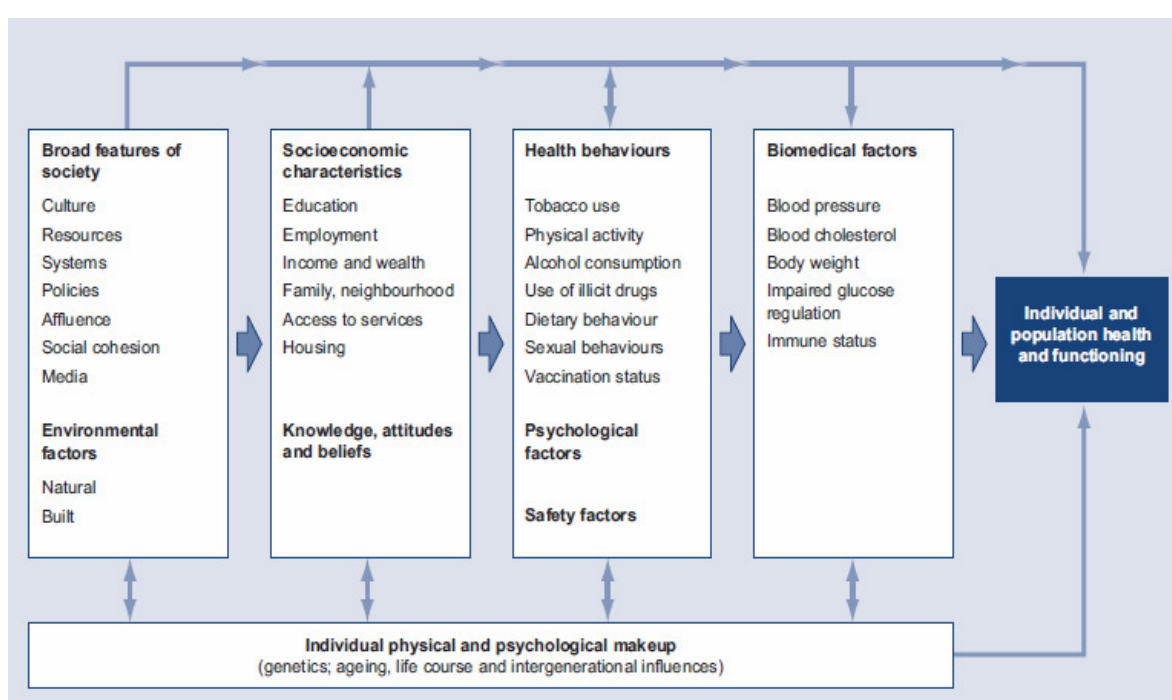 Broad features of
society
Culture
Resources
Systems
Policies
Affluence
Social cohesion
Media
Environmental
factors
Natural
Built
Socioeconomic
characteristics
Education
Employment
Income and wealth
Family, neighbourhood
Access to services
Housing
Knowledge, attitudes
and beliefs
Health behaviours
Tobacco use
Physical activity
Alcohol consumption
Use of illicit drugs
Dietary behaviour
Sexual behaviours
Vaccination status
Psychological
factors
Safety factors
Biomedical factors
Blood pressure
Blood cholesterol
Body weight
Impaired glucose
regulation
Immune status
Individual and
population health
and functioning
Individual physical and psychological makeup
(genetics; ageing, life course and intergenerational influences)